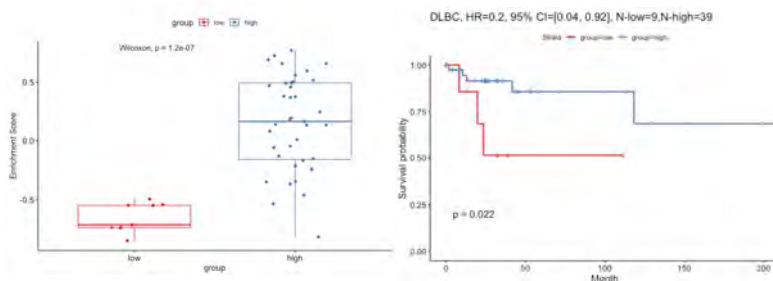 group low high
Wilcoxon, p = 1.2e-07
Enrichment Score
0.5
0.0
-0.5
low high
group
DLBC, HR=0.2, 95% CI=[0.04, 0.92], N-low=9,N-high=39
Strata group=low group=high
Survival probability
1.00
0.75
0.50
0.25
0.00
p = 0.022
0 50 100 150 200
Month